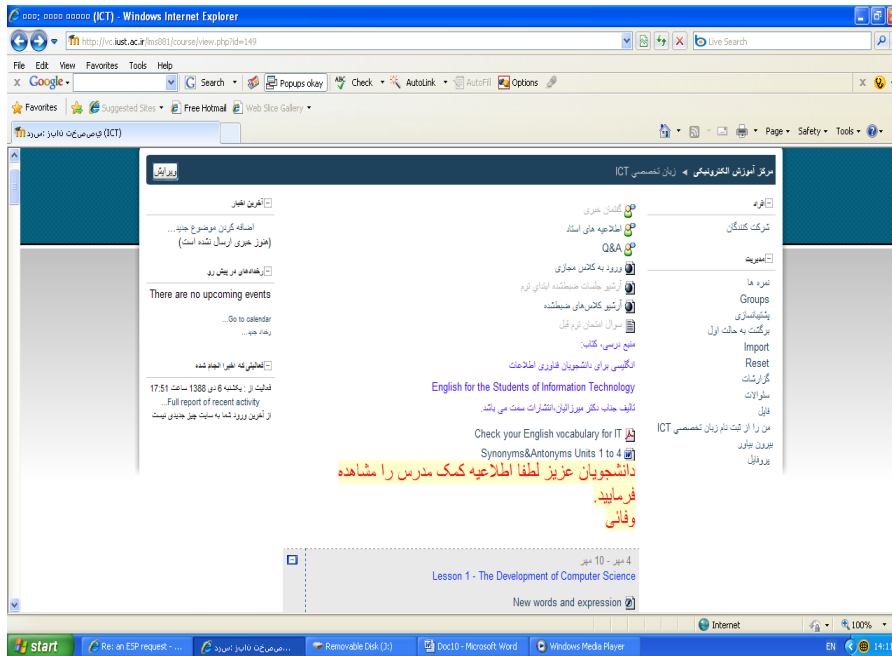 (ICT) - Windows Internet Explorer
http://vc.iust.ac.ir/lms881/course/view.php?id=149
Live Search
File Edit View Favorites Tools Help
x Google Search Popups okay Check AutoLink AutoFill Options x
Favorites Suggested Sites Free Hotmail Web Slice Gallery
(ICT)
Page Safety Tools
مرکز آموزش الکترونیکی ◄ زبان تخصصي ICT
ویرایش
افراد
شرکت کنندگان
مدیریت
نمره ها
Groups
پشتیبانسازی
برگشت به حالت اول
Import
Reset
گزارشات
سئوالات
فایل
من را از ثبت نام زبان تخصصي ICT
بیرون بیاور
پروفایل
گفتمان خبری
اطلاعیه های استاد
Q&A
ورود به کلاس مجازی
آرشیو جلسات ضبطشده ابتداي ترم
آرشیو کلاس‌های ضبطشده
سوال امتحان ترم قبل
منبع درسی، کتاب:
انگلیسی برای دانشجویان فناوری اطلاعات
English for the Students of Information Technology
تالیف جناب دکتر میرزائیان،انتشارات سمت می باشد.
Check your English vocabulary for IT
Synonyms&Antonyms Units 1 to 4
دانشجویان عزیز لطفا اطلاعیه کمک مدرس را مشاهده
فرمایید.
وفائی
4 مهر - 10 مهر
Lesson 1 - The Development of Computer Science
New words and expression
آخرین اخبار
اضافه کردن موضوع جدید...
(هنوز خبری ارسال نشده است)
رخدادهای در پیش رو
There are no upcoming events
Go to calendar...
رخداد جدید...
فعالیتی که اخیرا انجام شده
فعالیت از : یکشنبه 6 دی 1388 ساعت 17:51
Full report of recent activity...
از آخرین ورود شما به سایت چیز جدیدی نیست
Internet 100%
start Re: an ESP request - ... Removable Disk (J:) Doc10 - Microsoft Word Windows Media Player EN